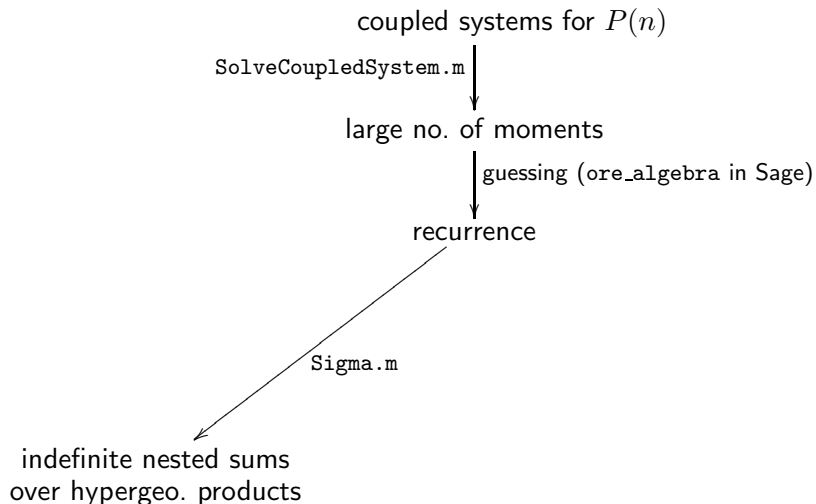 coupled systems for P(n)
SolveCoupledSystem.m
large no. of moments
guessing (ore_algebra in Sage)
recurrence
Sigma.m
indefinite nested sums
over hypergeo. products